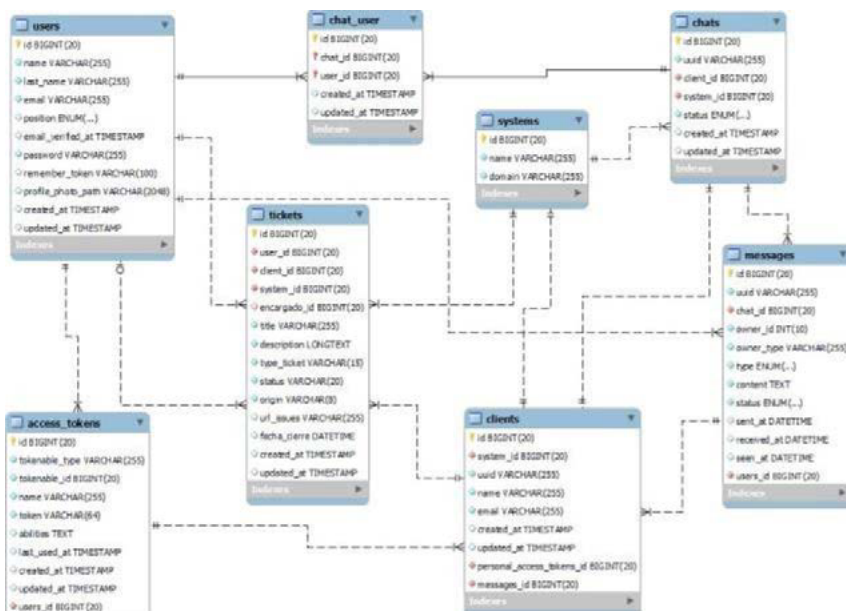 users
id BIGINT(20)
name VARCHAR(255)
last_name VARCHAR(255)
email VARCHAR(255)
position ENUM(...)
email_verified_at TIMESTAMP
password VARCHAR(255)
remember_token VARCHAR(100)
profile_photo_path VARCHAR(2048)
created_at TIMESTAMP
updated_at TIMESTAMP
Indexes
chat_user
id BIGINT(20)
chat_id BIGINT(20)
user_id BIGINT(20)
created_at TIMESTAMP
updated_at TIMESTAMP
Indexes
chats
id BIGINT(20)
uuid VARCHAR(255)
client_id BIGINT(20)
system_id BIGINT(20)
status ENUM(...)
created_at TIMESTAMP
updated_at TIMESTAMP
Indexes
systems
id BIGINT(20)
name VARCHAR(255)
domain VARCHAR(255)
Indexes
tickets
id BIGINT(20)
user_id BIGINT(20)
client_id BIGINT(20)
system_id BIGINT(20)
encargado_id BIGINT(20)
title VARCHAR(255)
description LONGTEXT
type_ticket VARCHAR(15)
status VARCHAR(20)
origin VARCHAR(8)
url_issues VARCHAR(255)
fecha_cierre DATETIME
created_at TIMESTAMP
updated_at TIMESTAMP
Indexes
messages
id BIGINT(20)
uuid VARCHAR(255)
chat_id BIGINT(20)
owner_id INT(10)
owner_type VARCHAR(255)
type ENUM(...)
content TEXT
status ENUM(...)
sent_at DATETIME
received_at DATETIME
seen_at DATETIME
users_id BIGINT(20)
Indexes
access_tokens
id BIGINT(20)
tokenable_type VARCHAR(255)
tokenable_id BIGINT(20)
name VARCHAR(255)
token VARCHAR(64)
abilities TEXT
last_used_at TIMESTAMP
created_at TIMESTAMP
updated_at TIMESTAMP
users_id BIGINT(20)
clients
id BIGINT(20)
system_id BIGINT(20)
uuid VARCHAR(255)
name VARCHAR(255)
email VARCHAR(255)
created_at TIMESTAMP
updated_at TIMESTAMP
personal_access_tokens_id BIGINT(20)
messages_id BIGINT(20)
Indexes